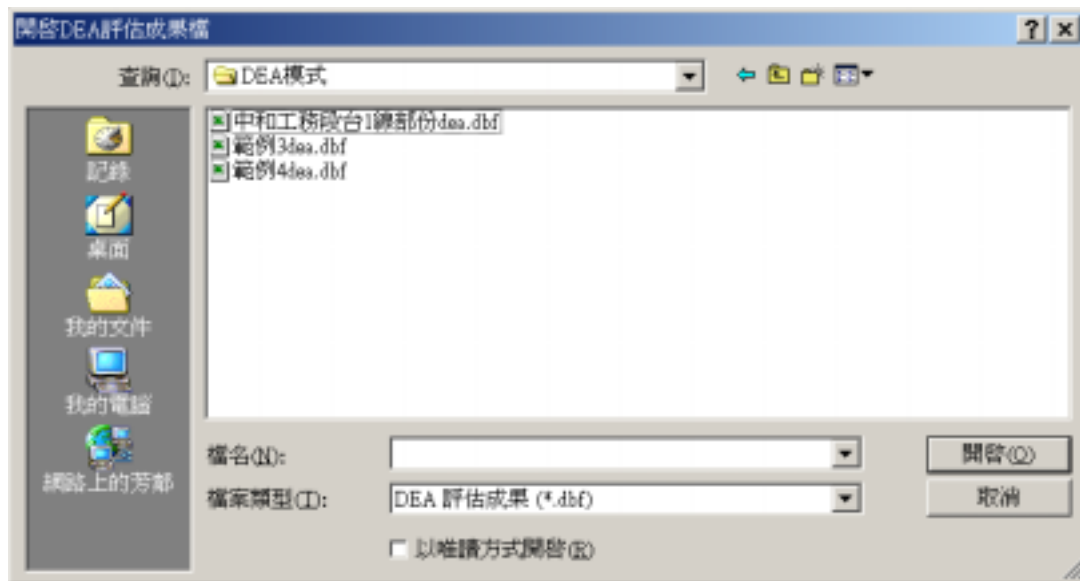 開啓DEA評估成果檔
查詢(I):
DEA模式
中和工務段台1線部份dea.dbf
範例3dea.dbf
範例4dea.dbf
記錄
桌面
我的文件
我的電腦
網路上的芳鄰
檔名(N):
開啓(O)
檔案類型(T):
DEA 評估成果 (*.dbf)
取消
以唯讀方式開啓(R)